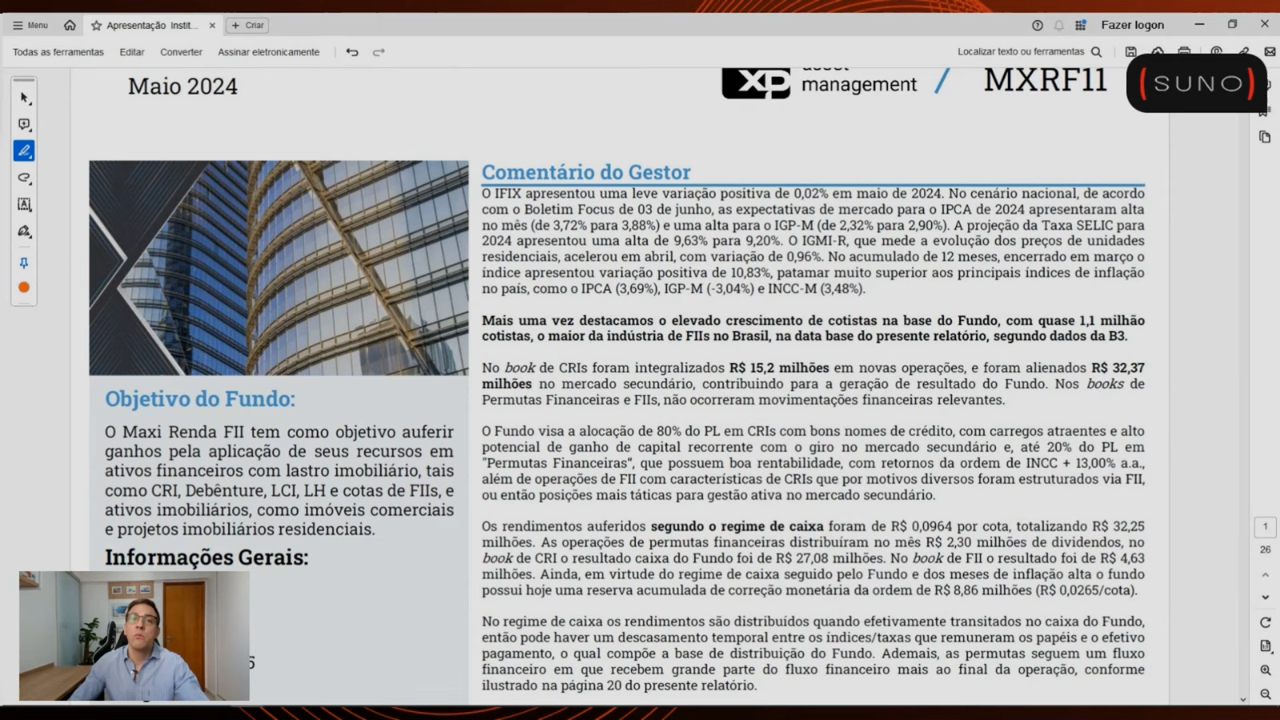 Menu
Apresentação Instit...
Criar
Fazer logon
Todas as ferramentas
Editar
Converter
Assinar eletronicamente
Localizar texto ou ferramentas
Maio 2024
XP
management
MXRF11
(SUNO)
Comentário do Gestor
O IFIX apresentou uma leve variação positiva de 0,02% em maio de 2024. No cenário nacional, de acordo
com o Boletim Focus de 03 de junho, as expectativas de mercado para o IPCA de 2024 apresentaram alta
no mês (de 3,72% para 3,88%) e uma alta para o IGP-M (de 2,32% para 2,90%). A projeção da Taxa SELIC para
2024 apresentou uma alta de 9,63% para 9,20%. O IGMI-R, que mede a evolução dos preços de unidades
residenciais, acelerou em abril, com variação de 0,96%. No acumulado de 12 meses, encerrado em março o
índice apresentou variação positiva de 10,83%, patamar muito superior aos principais índices de inflação
no país, como o IPCA (3,69%), IGP-M (-3,04%) e INCC-M (3,48%).
Mais uma vez destacamos o elevado crescimento de cotistas na base do Fundo, com quase 1,1 milhão
cotistas, o maior da indústria de FIIs no Brasil, na data base do presente relatório, segundo dados da B3.
No book de CRIs foram integralizados R$ 15,2 milhões em novas operações, e foram alienados R$ 32,37
milhões no mercado secundário, contribuindo para a geração de resultado do Fundo. Nos books de
Permutas Financeiras e FIIs, não ocorreram movimentações financeiras relevantes.
O Fundo visa a alocação de 80% do PL em CRIs com bons nomes de crédito, com carregos atraentes e alto
potencial de ganho de capital recorrente com o giro no mercado secundário e, até 20% do PL em
"Permutas Financeiras", que possuem boa rentabilidade, com retornos da ordem de INCC + 13,00% a.a.,
além de operações de FII com características de CRIs que por motivos diversos foram estruturados via FII,
ou então posições mais táticas para gestão ativa no mercado secundário.
Os rendimentos auferidos segundo o regime de caixa foram de R$ 0,0964 por cota, totalizando R$ 32,25
milhões. As operações de permutas financeiras distribuíram no mês R$ 2,30 milhões de dividendos, no
book de CRI o resultado caixa do Fundo foi de R$ 27,08 milhões. No book de FII o resultado foi de R$ 4,63
milhões. Ainda, em virtude do regime de caixa seguido pelo Fundo e dos meses de inflação alta o fundo
possui hoje uma reserva acumulada de correção monetária da ordem de R$ 8,86 milhões (R$ 0,0265/cota).
No regime de caixa os rendimentos são distribuídos quando efetivamente transitados no caixa do Fundo,
então pode haver um descasamento temporal entre os índices/taxas que remuneram os papéis e o efetivo
pagamento, o qual compõe a base de distribuição do Fundo. Ademais, as permutas seguem um fluxo
financeiro em que recebem grande parte do fluxo financeiro mais ao final da operação, conforme
ilustrado na página 20 do presente relatório.
Objetivo do Fundo:
O Maxi Renda FII tem como objetivo auferir
ganhos pela aplicação de seus recursos em
ativos financeiros com lastro imobiliário, tais
como CRI, Debênture, LCI, LH e cotas de FIIs, e
ativos imobiliários, como imóveis comerciais
e projetos imobiliários residenciais.
Informações Gerais:
1
26